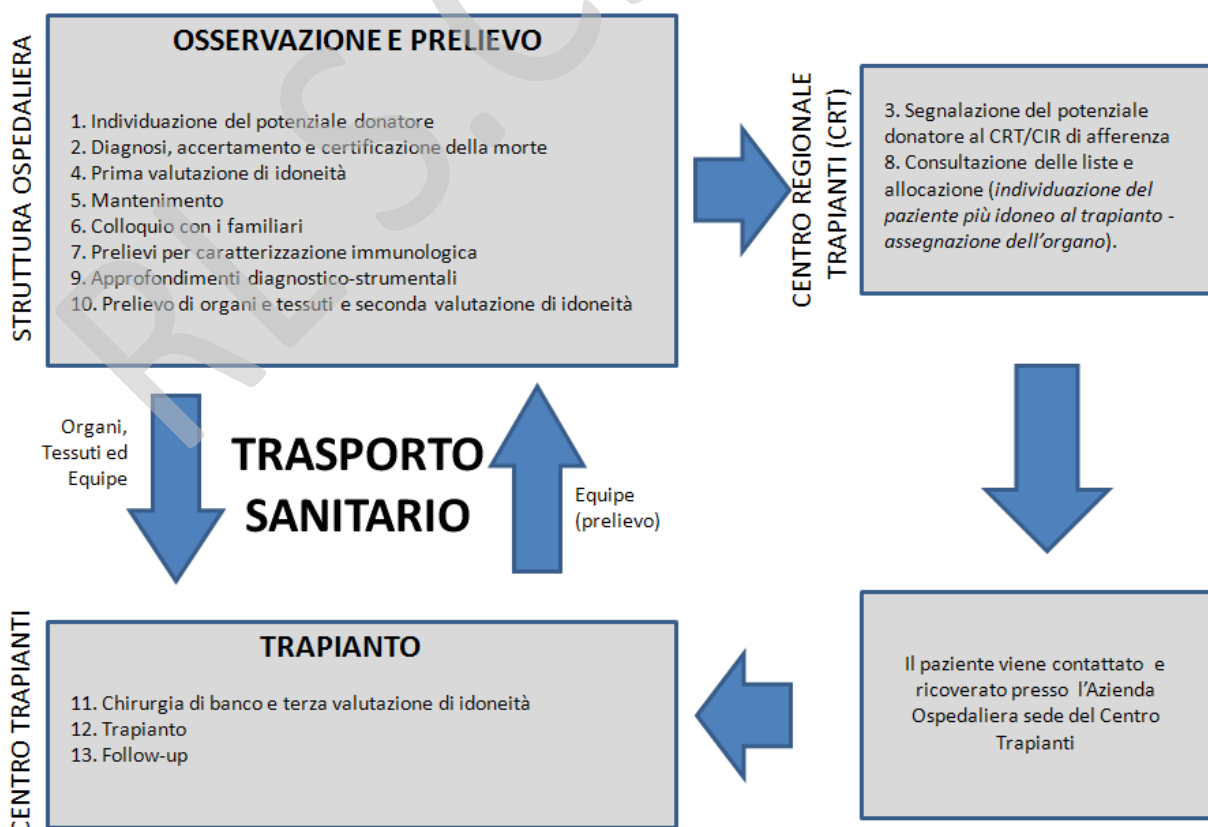 STRUTTURA OSPEDALIERA
OSSERVAZIONE E PRELIEVO
1. Individuazione del potenziale donatore
2. Diagnosi, accertamento e certificazione della morte
4. Prima valutazione di idoneità
5. Mantenimento
6. Colloquio con i familiari
7. Prelievi per caratterizzazione immunologica
9. Approfondimenti diagnostico-strumentali
10. Prelievo di organi e tessuti e seconda valutazione di idoneità
CENTRO REGIONALE
TRAPIANTI (CRT)
3. Segnalazione del potenziale
donatore al CRT/CIR di afferenza
8. Consultazione delle liste e
allocazione (individuazione del
paziente più idoneo al trapianto -
assegnazione dell'organo).
Organi,
Tessuti ed
Equipe
TRASPORTO
SANITARIO
Equipe
(prelievo)
CENTRO TRAPIANTI
TRAPIANTO
11. Chirurgia di banco e terza valutazione di idoneità
12. Trapianto
13. Follow-up
Il paziente viene contattato e
ricoverato presso l'Azienda
Ospedaliera sede del Centro
Trapianti